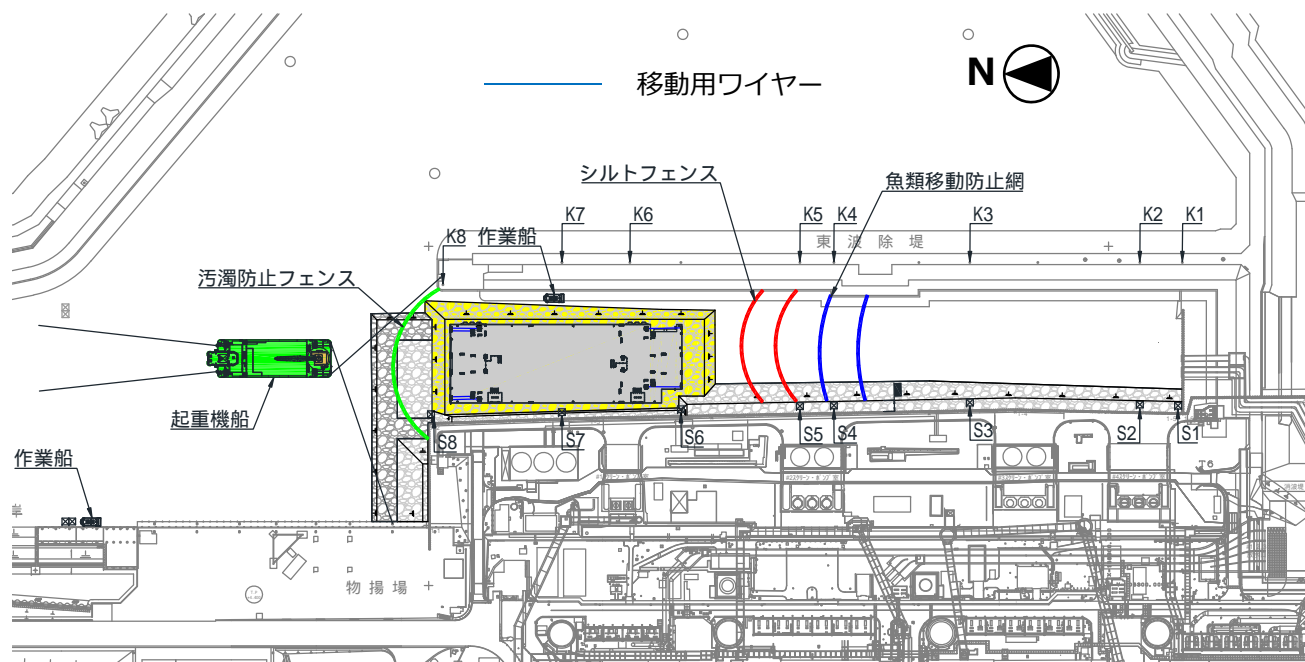 N
移動用ワイヤー
シルトフェンス
魚類移動防止網
K8
作業船
K7
K6
K5
K4
K3
K2
K1
東波除堤
汚濁防止フェンス
起重機船
S8
S7
S6
S5
S4
S3
S2
S1
作業船
岸
物揚場